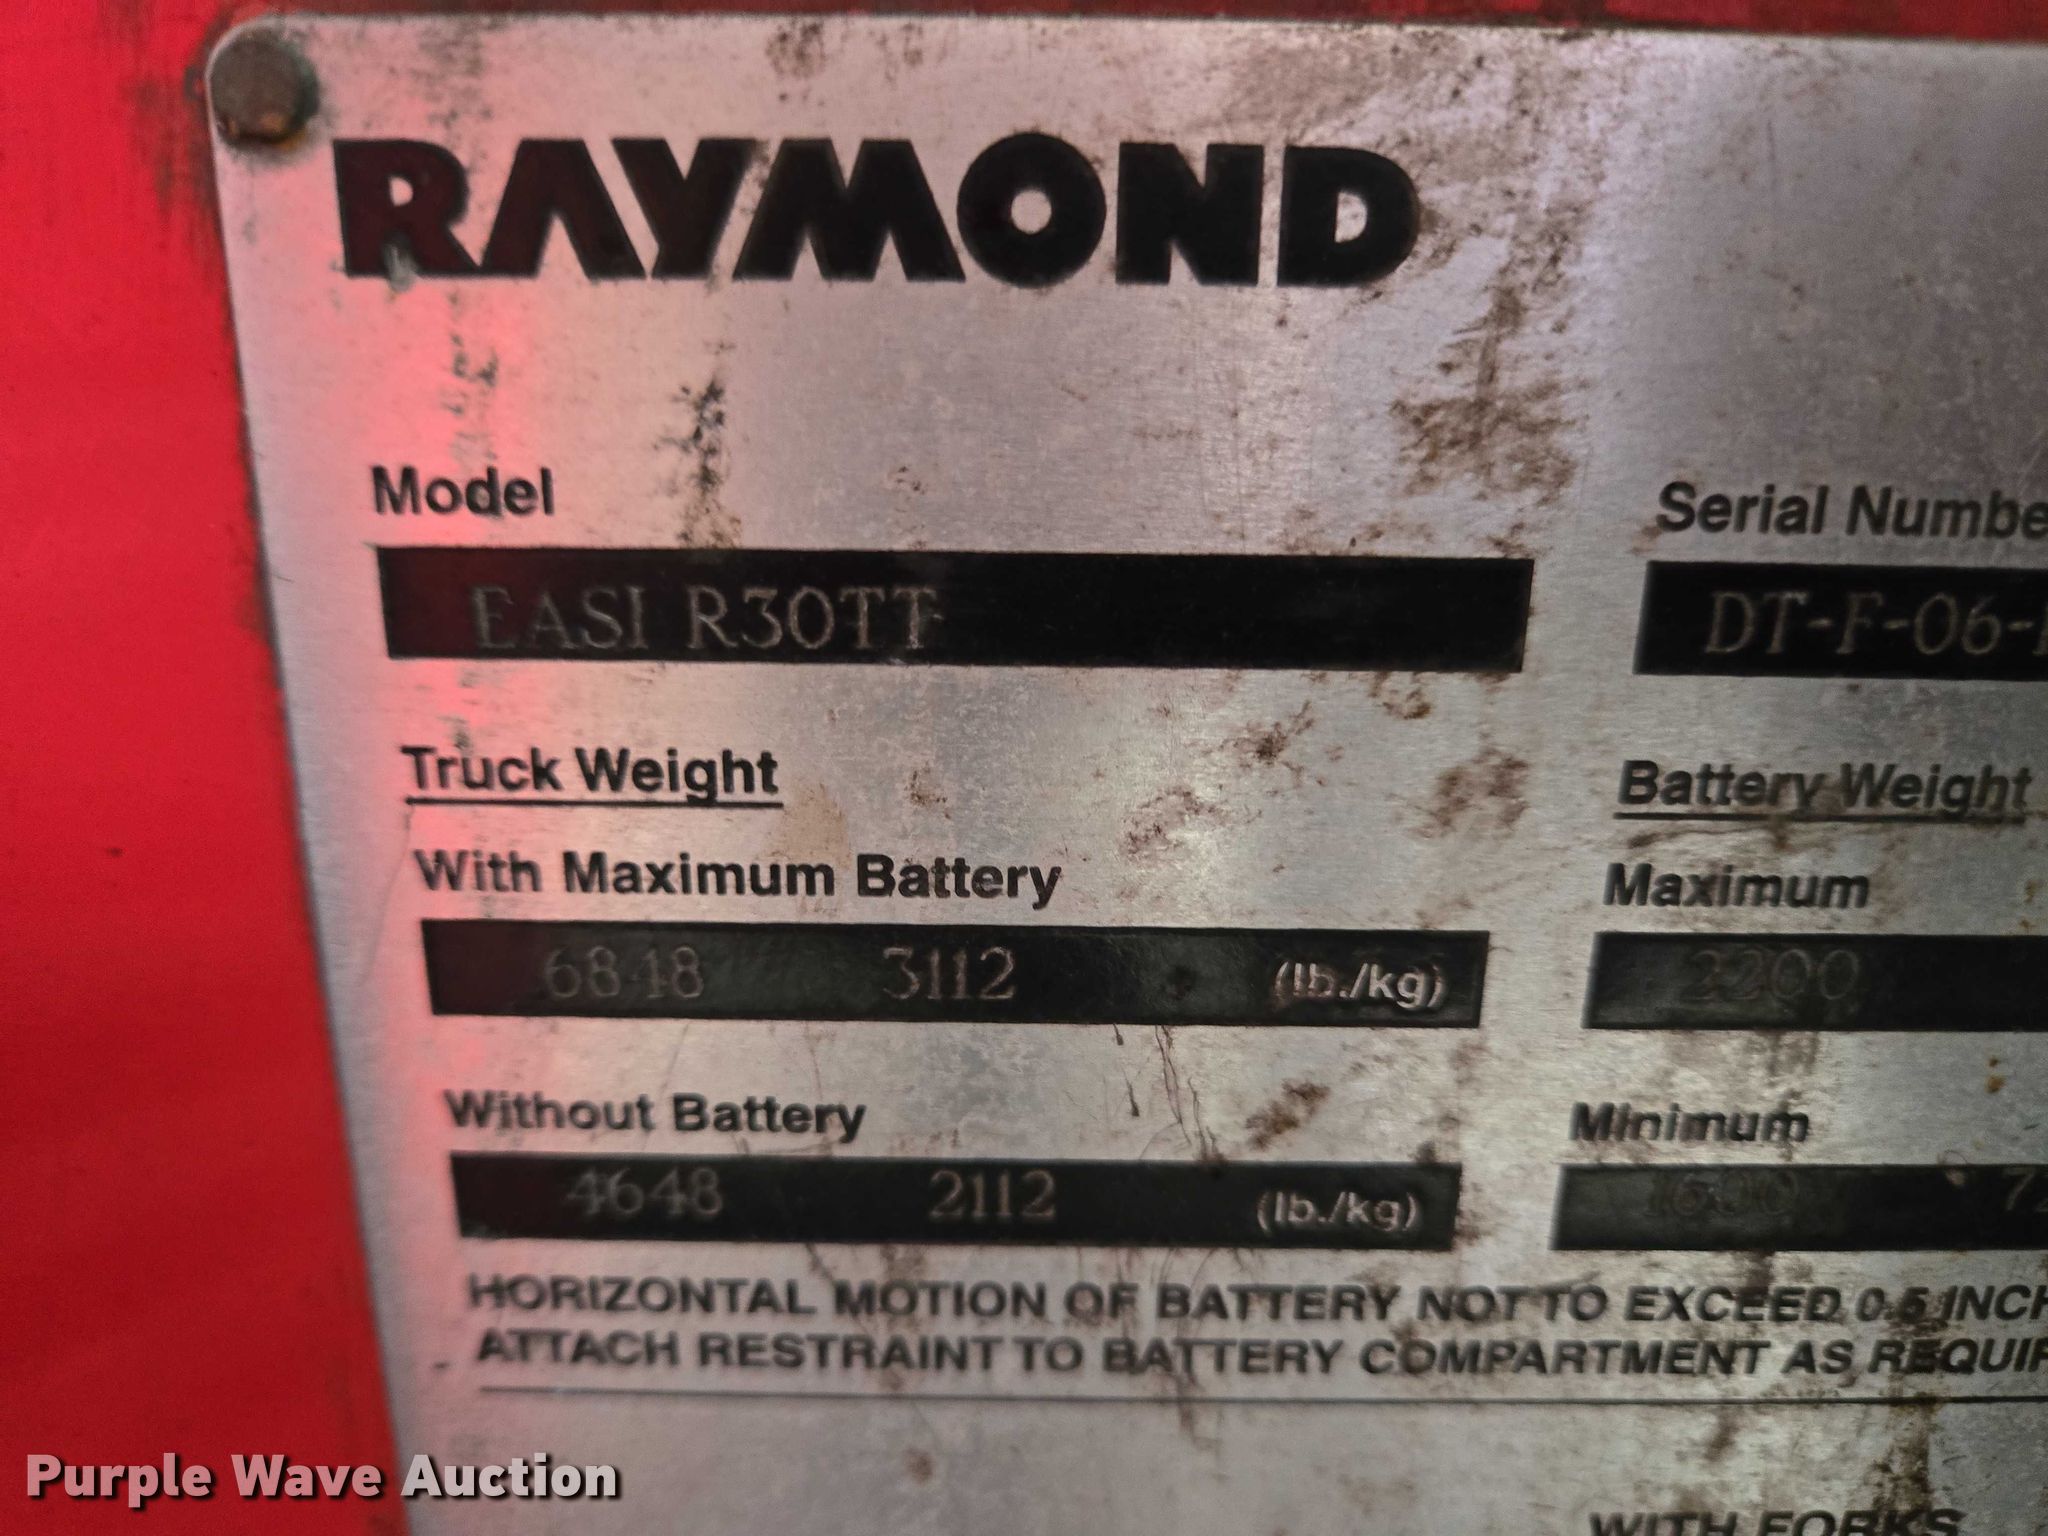 RAYMOND
Model
Serial Numbe
EASI R30TT
DT-F-06-
Truck Weight
Battery Weight
With Maximum Battery
Maximum
6848 3112 (lb./kg)
2200
Without Battery
Minimum
4648 2112 (lb./kg)
HORIZONTAL MOTION OF BATTERY NOT TO EXCEED 0.5 INCH
ATTACH RESTRAINT TO BATTERY COMPARTMENT AS REQUIR
WITH FORKS
Purple Wave Auction